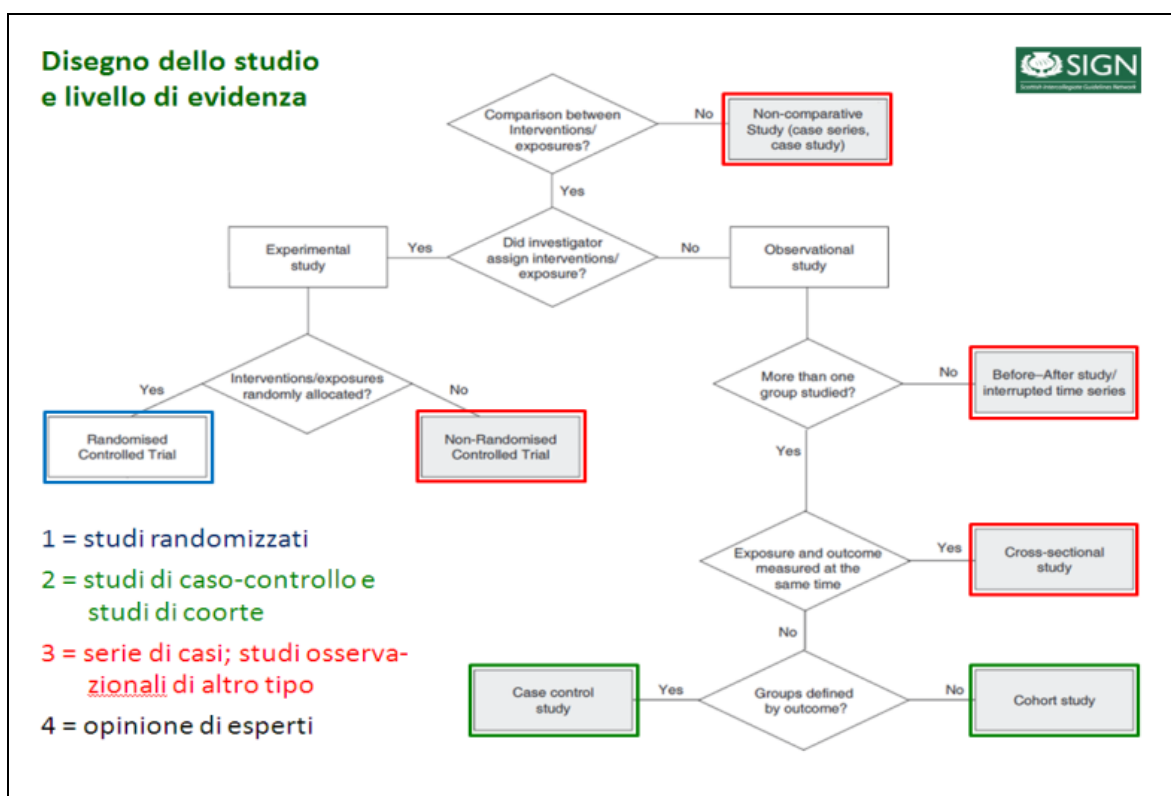 Disegno dello studio
e livello di evidenza
SIGN
Scottish Intercollegiate Guidelines Network
Comparison between
Interventions/
exposures?
No
Non-comparative
Study (case series,
case study)
Yes
Experimental
study
Yes
Did investigator
assign interventions/
exposure?
No
Observational
study
Yes
Interventions/exposures
randomly allocated?
No
More than one
group studied?
No
Before–After study/
interrupted time series
Randomised
Controlled Trial
Non-Randomised
Controlled Trial
Yes
1 = studi randomizzati
2 = studi di caso-controllo e
studi di coorte
3 = serie di casi; studi osserva-
zionali di altro tipo
4 = opinione di esperti
Exposure and outcome
measured at the
same time
Yes
Cross-sectional
study
No
Case control
study
Yes
Groups defined
by outcome?
No
Cohort study